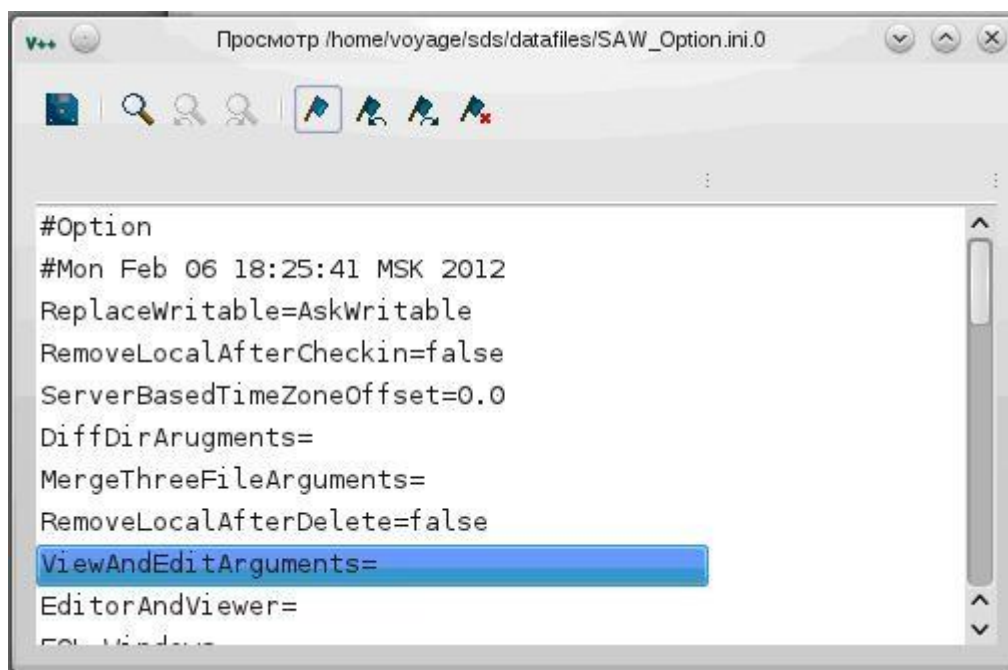 V++
Просмотр /home/voyage/sds/datafiles/SAW_Option.ini.0
#Option
#Mon Feb 06 18:25:41 MSK 2012
ReplaceWritable=AskWritable
RemoveLocalAfterCheckin=false
ServerBasedTimeZoneOffset=0.0
DiffDirArugments=
MergeThreeFileArguments=
RemoveLocalAfterDelete=false
ViewAndEditArguments=
EditorAndViewer=